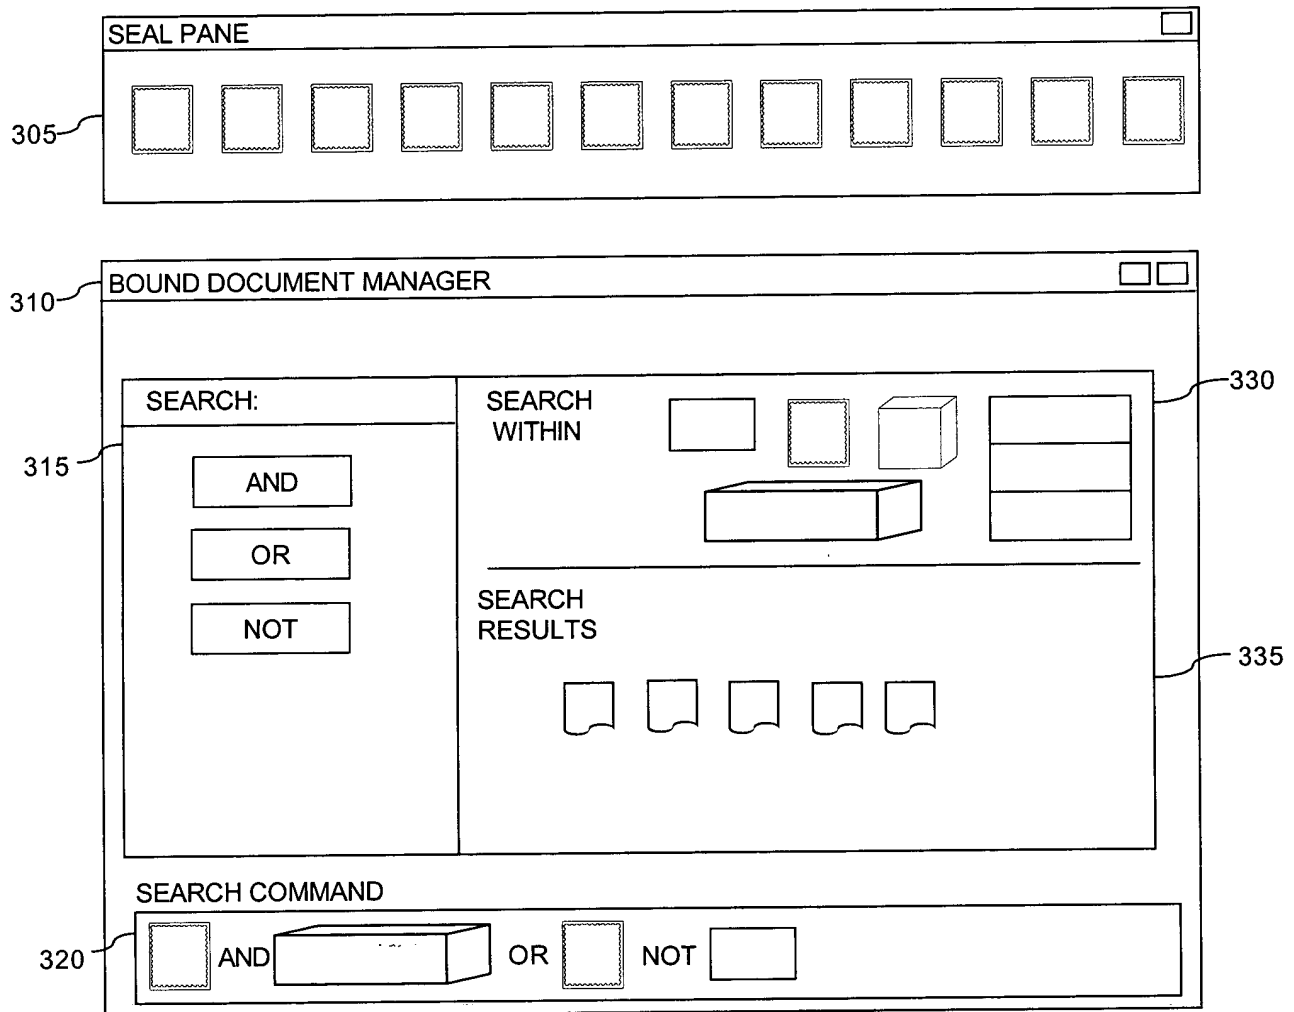 SEAL PANE
305
BOUND DOCUMENT MANAGER
310
SEARCH:
315
AND
OR
NOT
SEARCH
WITHIN
330
SEARCH
RESULTS
335
SEARCH COMMAND
320
AND OR NOT